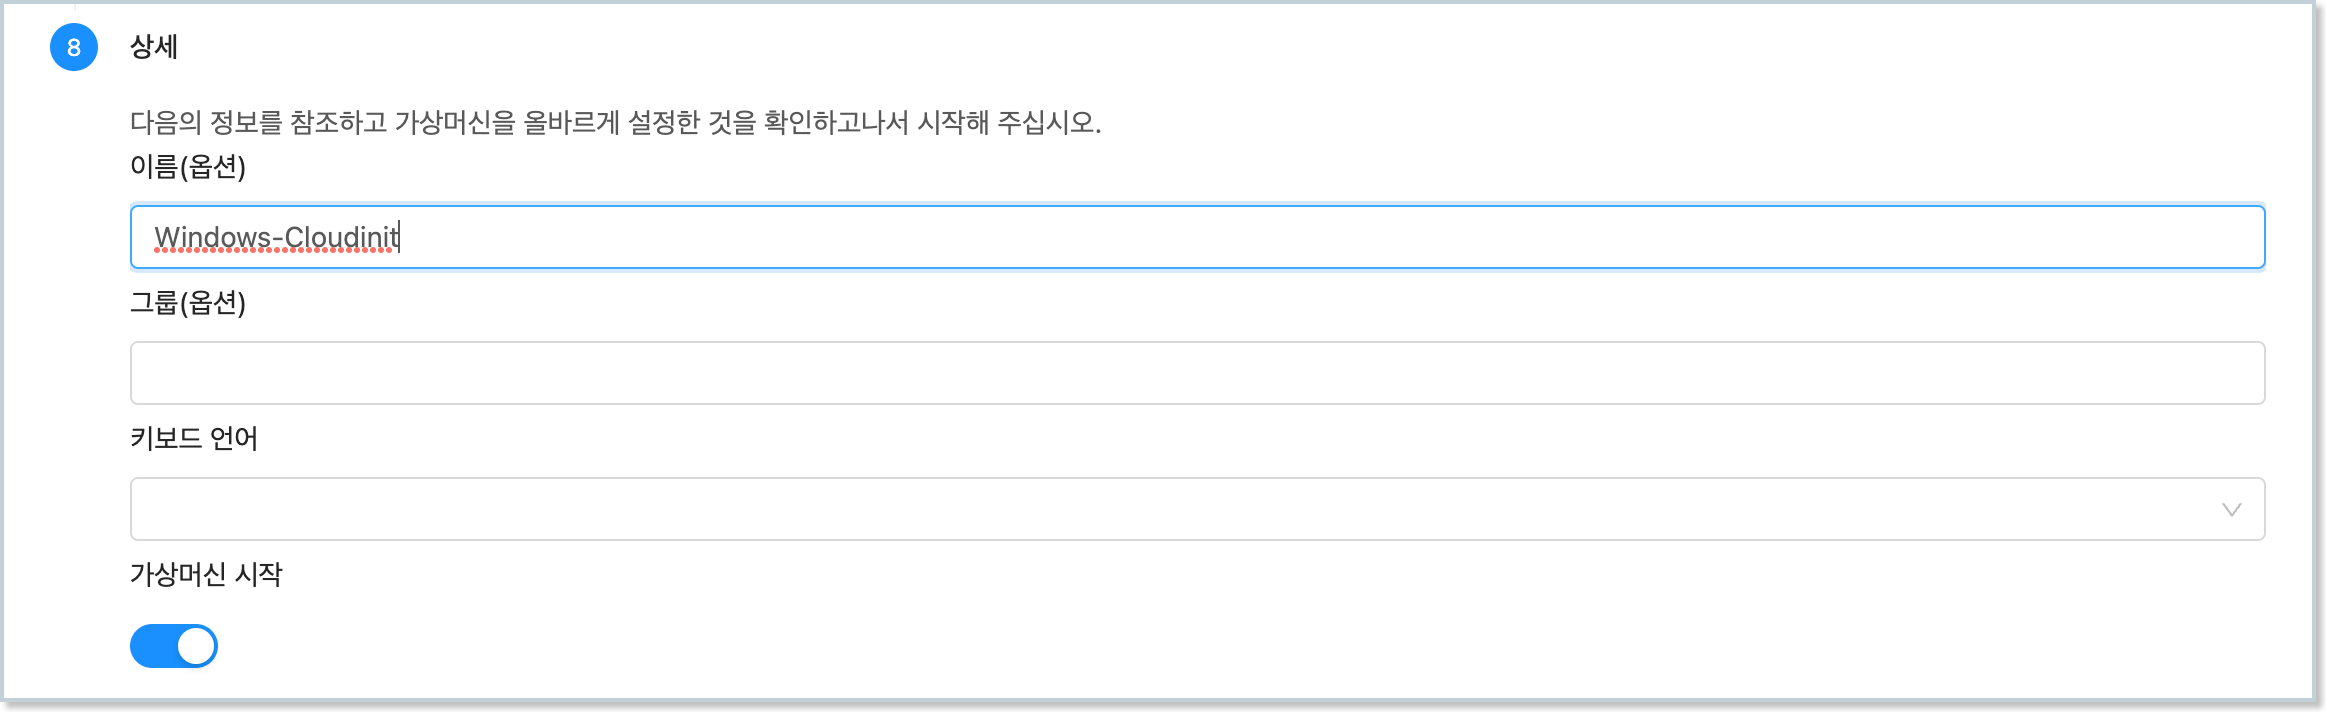 8 상세
다음의 정보를 참조하고 가상머신을 올바르게 설정한 것을 확인하고나서 시작해 주십시오.
이름(옵션)
Windows-Cloudinit
그룹(옵션)
키보드 언어
가상머신 시작